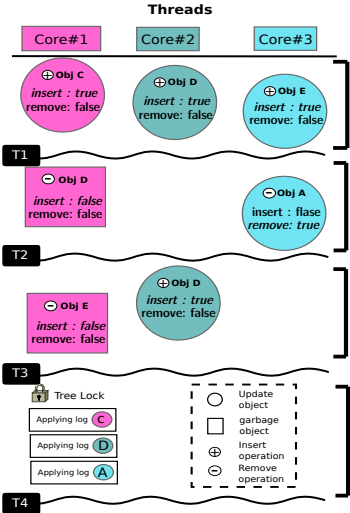 Threads
Core#1 Core#2 Core#3
Obj C
insert : true
remove: false
Obj D
insert : true
remove: false
Obj E
insert : true
remove: false
T1
Obj D
insert : false
remove: false
Obj A
insert : flase
remove: true
T2
Obj E
insert : false
remove: false
Obj D
insert : true
remove: false
T3
Tree Lock
Applying log C
Applying log D
Applying log A
Update
object
garbage
object
Insert
operation
Remove
operation
T4